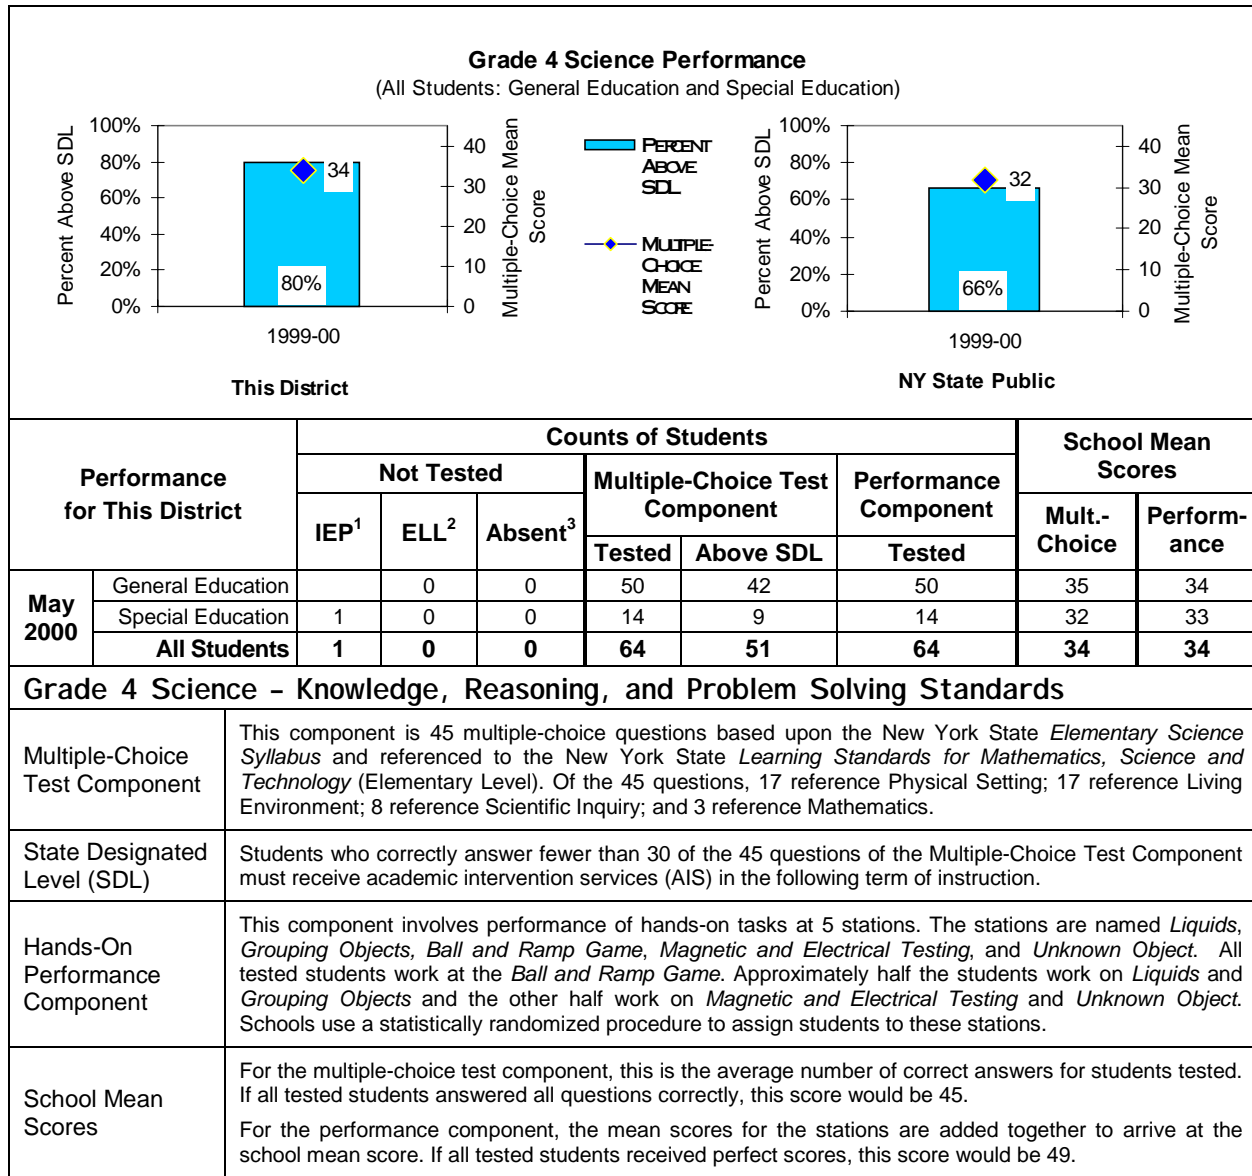 Grade 4 Science Performance
(All Students: General Education and Special Education)
Percent Above SDL
100%
80%
60%
40%
20%
0%
34
80%
1999-00
40
30
20
10
0
Multiple-Choice Mean
Score
This District
PERCENT
ABOVE
SDL
MULTIPLE-
CHOICE
MEAN
SCORE
Percent Above SDL
100%
80%
60%
40%
20%
0%
32
66%
1999-00
40
30
20
10
0
Multiple-Choice Mean
Score
NY State Public
Performance
for This District
Counts of Students
School Mean
Scores
Not Tested
Multiple-Choice Test
Component
Performance
Component
IEP1
ELL2
Absent3
Tested
Above SDL
Tested
Mult.-
Choice
Perform-
ance
May
2000
General Education 0 0 50 42 50 35 34
Special Education 1 0 0 14 9 14 32 33
All Students 1 0 0 64 51 64 34 34
Grade 4 Science – Knowledge, Reasoning, and Problem Solving Standards
Multiple-Choice
Test Component
This component is 45 multiple-choice questions based upon the New York State Elementary Science
Syllabus and referenced to the New York State Learning Standards for Mathematics, Science and
Technology (Elementary Level). Of the 45 questions, 17 reference Physical Setting; 17 reference Living
Environment; 8 reference Scientific Inquiry; and 3 reference Mathematics.
State Designated
Level (SDL)
Students who correctly answer fewer than 30 of the 45 questions of the Multiple-Choice Test Component
must receive academic intervention services (AIS) in the following term of instruction.
Hands-On
Performance
Component
This component involves performance of hands-on tasks at 5 stations. The stations are named Liquids,
Grouping Objects, Ball and Ramp Game, Magnetic and Electrical Testing, and Unknown Object. All
tested students work at the Ball and Ramp Game. Approximately half the students work on Liquids and
Grouping Objects and the other half work on Magnetic and Electrical Testing and Unknown Object.
Schools use a statistically randomized procedure to assign students to these stations.
School Mean
Scores
For the multiple-choice test component, this is the average number of correct answers for students tested.
If all tested students answered all questions correctly, this score would be 45.
For the performance component, the mean scores for the stations are added together to arrive at the
school mean score. If all tested students received perfect scores, this score would be 49.